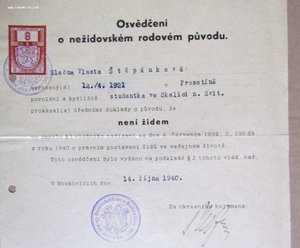 Osvědčení
o nežidovském rodovém původu.
8
Slečna Vlasta Štěpánková
narozený(a) 12./4. 1921 v Prosetíně
povolání a bydliště studentka ve Skalici n. Svit.
prokázal(a) úředními doklady o původu, že
není židem
ve smyslu vládního nařízení ze dne 4. července 1939, č. 136 Sb.
z roku 1940 o právním postavení židů ve veřejném životě.
Toto osvědčení bylo vydáno na podkladě § 3 tohoto vlád. nař.
V Boskovicích dne 14. října 1940.
Za okresního hejtmana: